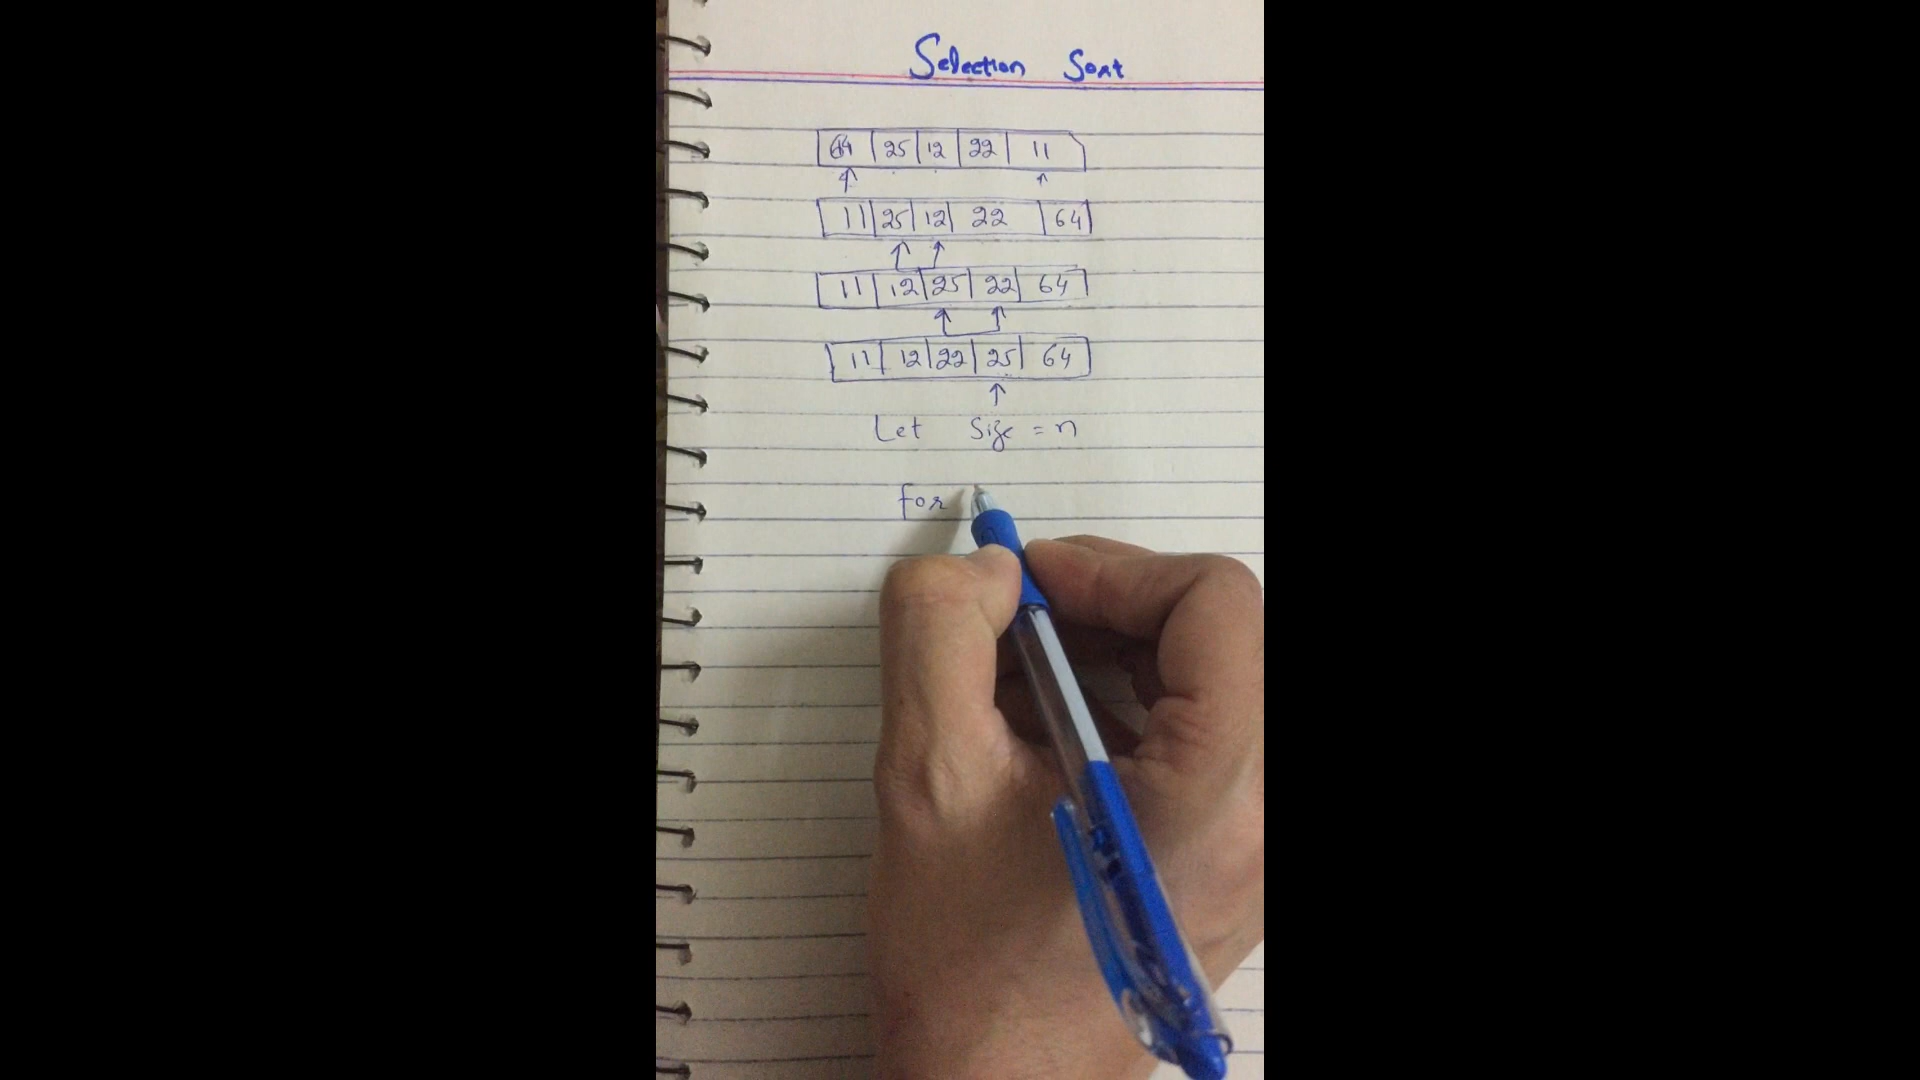 Selection Sort
64 25 12 22 11
11 25 12 22 64
11 12 25 22 64
11 12 22 25 64
Let Size = n
for